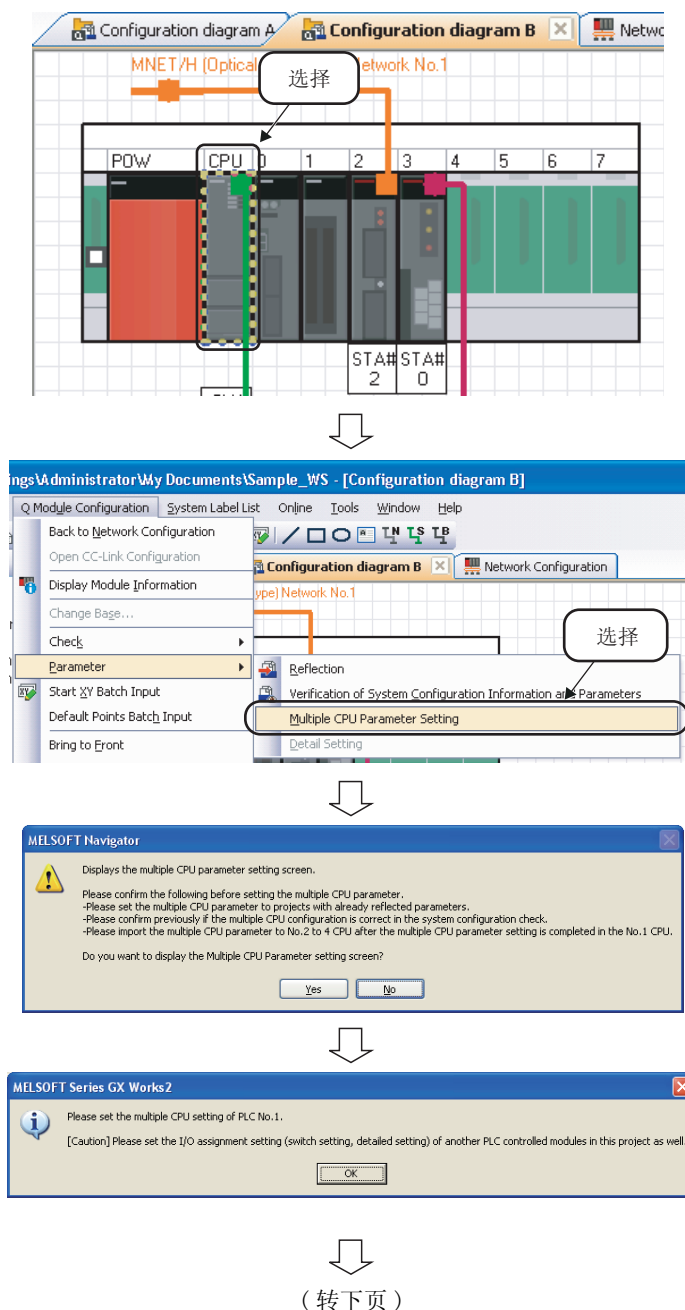 Configuration diagram A
Configuration diagram B
Netwo
MNET/H (Optical
etwork No.1
选择
POW
CPU
0
1
2
3
4
5
6
7
STA#
2
STA#
0
ings\Administrator\My Documents\Sample_WS - [Configuration diagram B]
Q Module Configuration System Label List Online Tools Window Help
Back to Network Configuration
Open CC-Link Configuration
Configuration diagram B
Network Configuration
Display Module Information
ype) Network No.1
Change Base...
Check
选择
Parameter
Reflection
Start XY Batch Input
Verification of System Configuration Information and Parameters
Default Points Batch Input
Multiple CPU Parameter Setting
Bring to Front
Detail Setting
MELSOFT Navigator
Displays the multiple CPU parameter setting screen.
Please confirm the following before setting the multiple CPU parameter.
-Please set the multiple CPU parameter to projects with already reflected parameters.
-Please confirm previously if the multiple CPU configuration is correct in the system configuration check.
-Please import the multiple CPU parameter to No.2 to 4 CPU after the multiple CPU parameter setting is completed in the No.1 CPU.
Do you want to display the Multiple CPU Parameter setting screen?
Yes
No
MELSOFT Series GX Works2
Please set the multiple CPU setting of PLC No.1.
[Caution] Please set the I/O assignment setting (switch setting, detailed setting) of another PLC controlled modules in this project as well.
OK
（转下页）